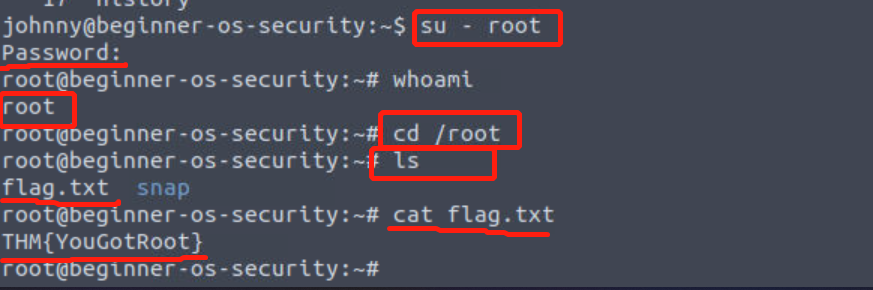 17 history
johnny@beginner-os-security:~$ su - root
Password:
root@beginner-os-security:~# whoami
root
root@beginner-os-security:~# cd /root
root@beginner-os-security:~# ls
flag.txt snap
root@beginner-os-security:~# cat flag.txt
THM{YouGotRoot}
root@beginner-os-security:~#